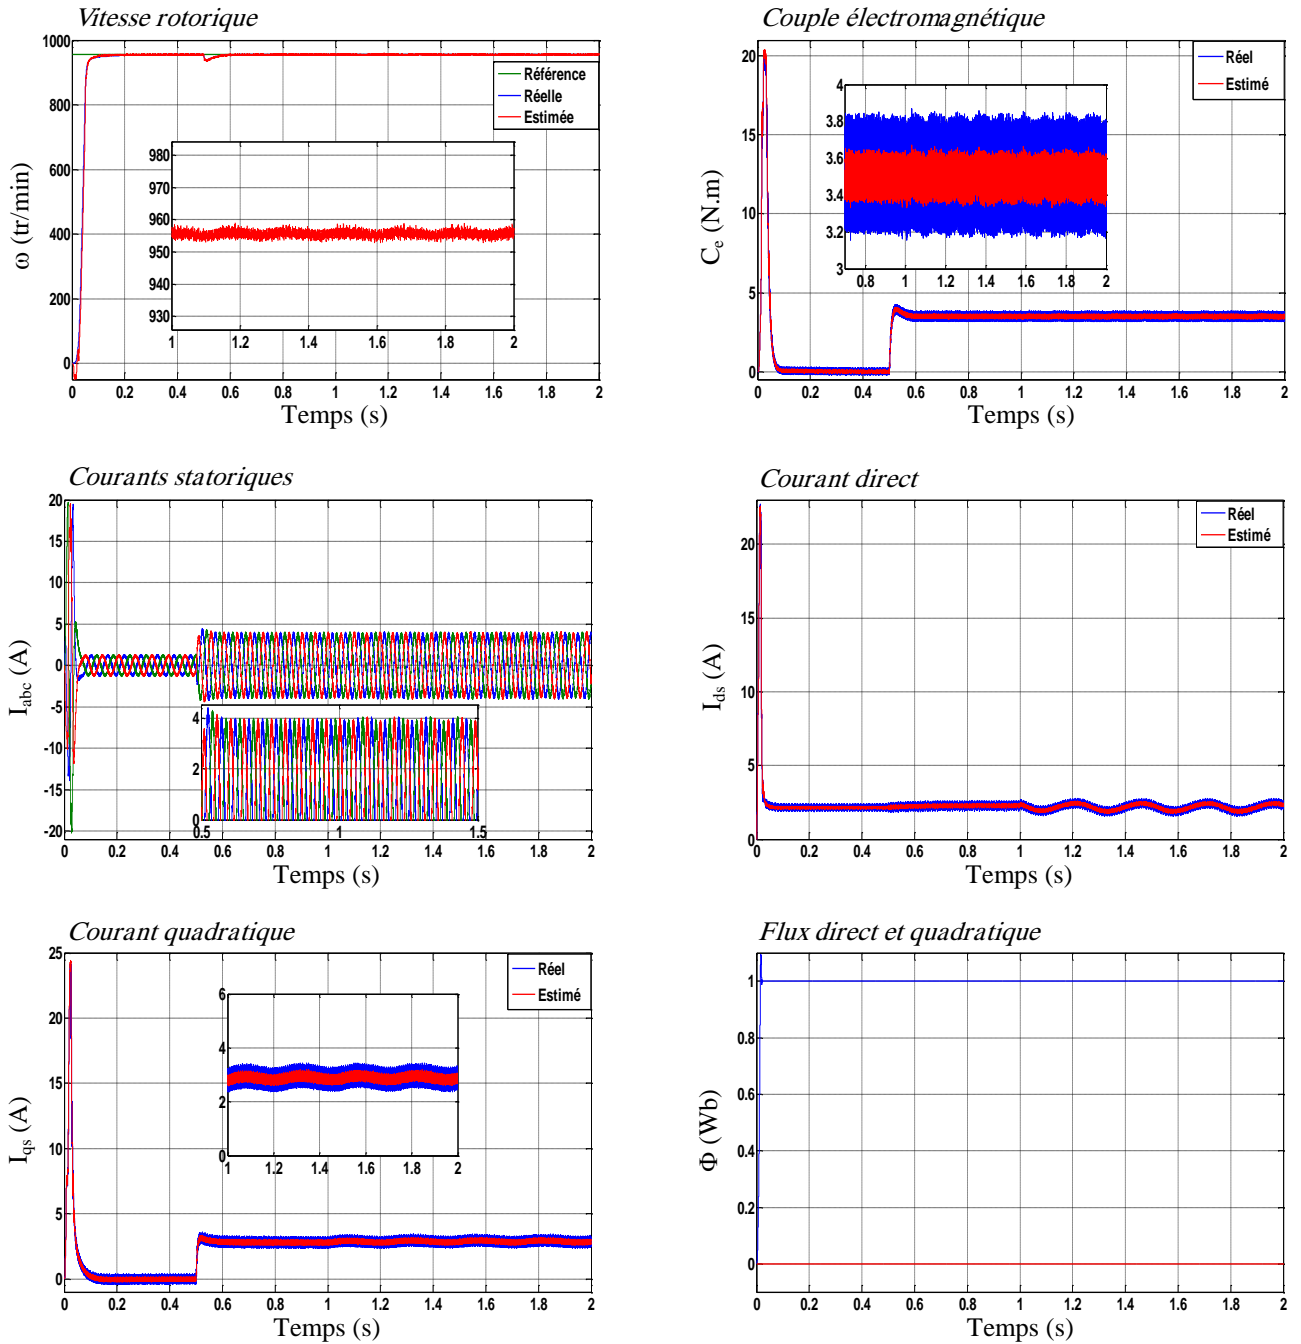 Vitesse rotorique
1000
800
600
400
200
0
ω (tr/min)
Référence
Réelle
Estimée
980
970
960
950
940
930
1 1.2 1.4 1.6 1.8 2
0 0.2 0.4 0.6 0.8 1 1.2 1.4 1.6 1.8 2
Temps (s)
Couple électromagnétique
20
15
10
5
0
C_e (N.m)
Réel
Estimé
4
3.8
3.6
3.4
3.2
3
0.8 1 1.2 1.4 1.6 1.8 2
0 0.2 0.4 0.6 0.8 1 1.2 1.4 1.6 1.8 2
Temps (s)
Courants statoriques
20
15
10
5
0
-5
-10
-15
-20
I_abc (A)
4
2
0
0.5 1 1.5
0 0.2 0.4 0.6 0.8 1 1.2 1.4 1.6 1.8 2
Temps (s)
Courant direct
20
15
10
5
0
I_ds (A)
Réel
Estimé
0 0.2 0.4 0.6 0.8 1 1.2 1.4 1.6 1.8 2
Temps (s)
Courant quadratique
25
20
15
10
5
0
I_qs (A)
Réel
Estimé
6
4
2
0
1 1.2 1.4 1.6 1.8 2
0 0.2 0.4 0.6 0.8 1 1.2 1.4 1.6 1.8 2
Temps (s)
Flux direct et quadratique
1
0.8
0.6
0.4
0.2
0
Φ (Wb)
0 0.2 0.4 0.6 0.8 1 1.2 1.4 1.6 1.8 2
Temps (s)